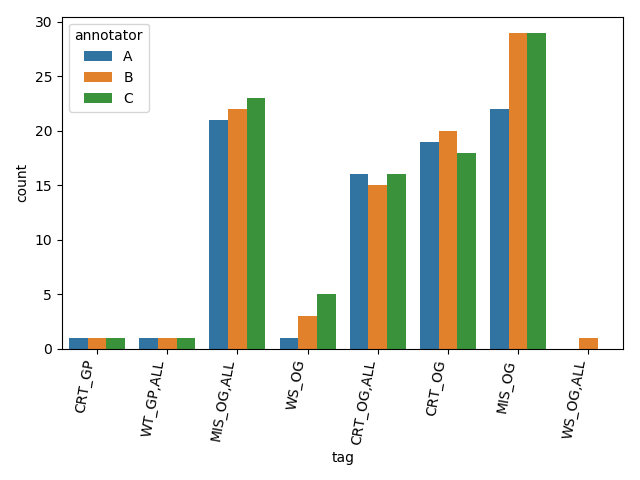 annotator
A
B
C
count
30
25
20
15
10
5
0
CRT_GP
WT_GP,ALL
MIS_OG,ALL
WS_OG
CRT_OG,ALL
CRT_OG
MIS_OG
WS_OG,ALL
tag